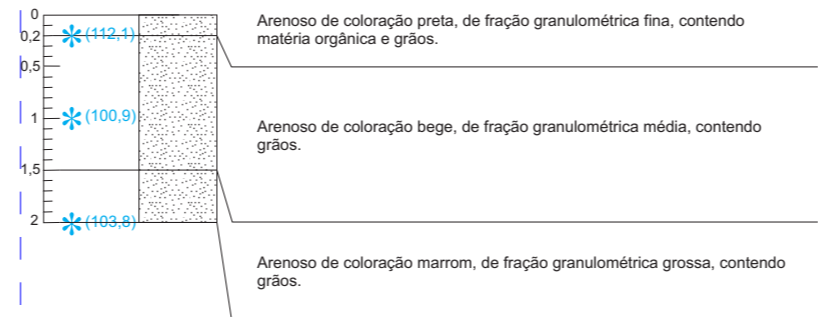 0
Arenoso de coloração preta, de fração granulométrica fina, contendo
matéria orgânica e grãos.
0,2
(112,1)
0,5
1
(100,9)
Arenoso de coloração bege, de fração granulométrica média, contendo
grãos.
1,5
2
(103,8)
Arenoso de coloração marrom, de fração granulométrica grossa, contendo
grãos.